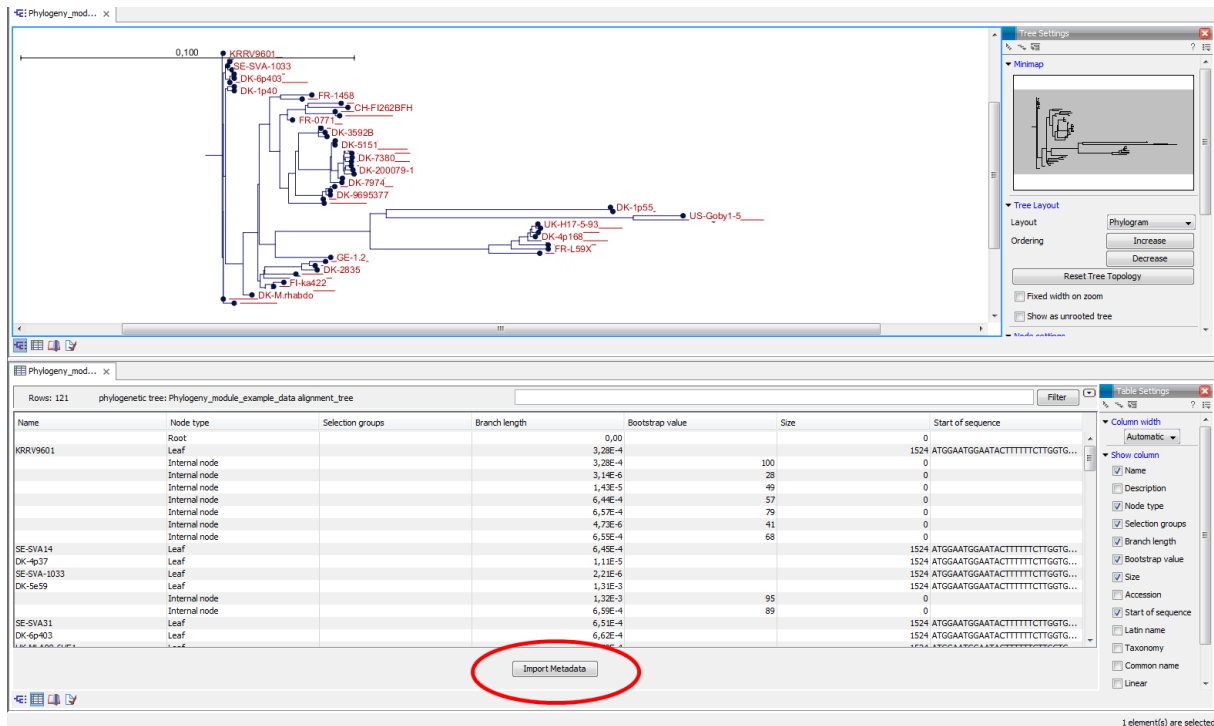 Phylogeny_mod... x
0,100
KRRV9601_
SE-SVA-1033
DK-6p403
DK-1p40
FR-1458
CH-FI262BFH
FR-0771_
DK-3592B
DK-5151
DK-7380
DK-200079-1
DK-7974
DK-9695377
DK-1p55_
US-Goby1-5
UK-H17-5-93
DK-4p168
FR-L59X
GE-1.2_
DK-2835
FI-ka422
DK-M.rhabdo
Tree Settings
Minimap
Tree Layout
Layout Phylogram
Ordering Increase
Decrease
Reset Tree Topology
Fixed width on zoom
Show as unrooted tree
Node settings
Phylogeny_mod... x
Rows: 121 phylogenetic tree: Phylogeny_module_example_data alignment_tree Filter
Name Node type Selection groups Branch length Bootstrap value Size Start of sequence
Root 0,00 0
KRRV9601 Leaf 3,28E-4 1524 ATGGAATGGAATACTTTTTTCTTGGTG...
Internal node 3,28E-4 100 0
Internal node 3,14E-6 28 0
Internal node 1,43E-5 49 0
Internal node 6,44E-4 57 0
Internal node 6,57E-4 79 0
Internal node 4,73E-6 41 0
Internal node 6,55E-4 68 0
SE-SVA14 Leaf 6,45E-4 1524 ATGGAATGGAATACTTTTTTCTTGGTG...
DK-4p37 Leaf 1,11E-5 1524 ATGGAATGGAATACTTTTTTCTTGGTG...
SE-SVA-1033 Leaf 2,21E-6 1524 ATGGAATGGAATACTTTTTTCTTGGTG...
DK-5e59 Leaf 1,31E-3 1524 ATGGAATGGAATACTTTTTTCTTGGTG...
Internal node 1,32E-3 95 0
Internal node 6,59E-4 89 0
SE-SVA31 Leaf 6,51E-4 1524 ATGGAATGGAATACTTTTTTCTTGGTG...
DK-6p403 Leaf 6,62E-4 1524 ATGGAATGGAATACTTTTTTCTTGGTG...
Import Metadata
Table Settings
Column width
Automatic
Show column
Name
Description
Node type
Selection groups
Branch length
Bootstrap value
Size
Accession
Start of sequence
Latin name
Taxonomy
Common name
Linear
1 element(s) are selected